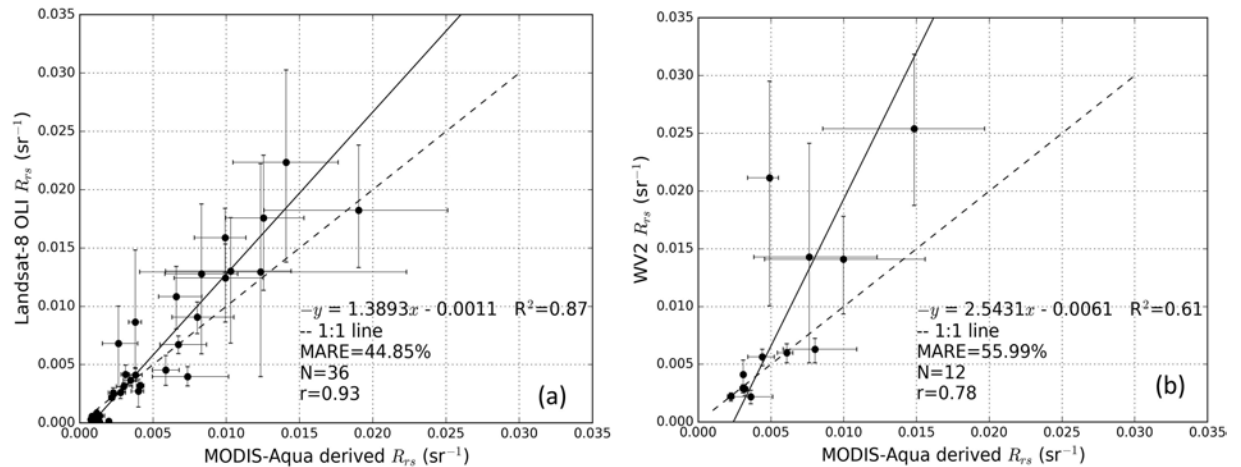 0.035
0.030
0.025
0.020
0.015
0.010
0.005
0.000
Landsat-8 OLI Rrs (sr⁻¹)
−y = 1.3893x - 0.0011 R²=0.87
-- 1:1 line
MARE=44.85%
N=36
r=0.93
(a)
0.000 0.005 0.010 0.015 0.020 0.025 0.030 0.035
MODIS-Aqua derived Rrs (sr⁻¹)
0.035
0.030
0.025
0.020
0.015
0.010
0.005
0.000
WV2 Rrs (sr⁻¹)
−y = 2.5431x - 0.0061 R²=0.61
-- 1:1 line
MARE=55.99%
N=12
r=0.78
(b)
0.000 0.005 0.010 0.015 0.020 0.025 0.030 0.035
MODIS-Aqua derived Rrs (sr⁻¹)